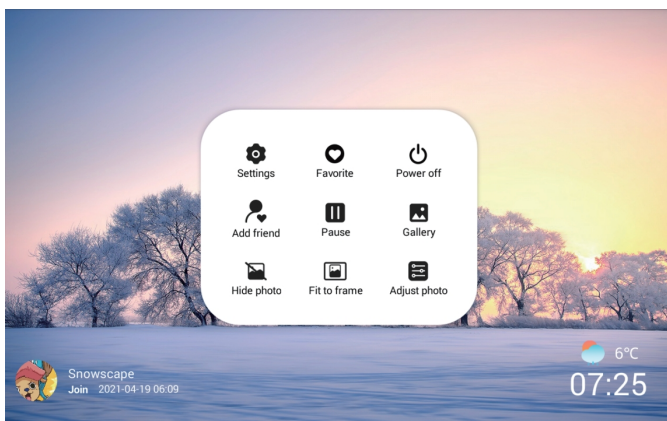 Settings Favorite Power off
Add friend Pause Gallery
Hide photo Fit to frame Adjust photo
6°C
Snowscape
Join 2021-04-19 06:09
07:25